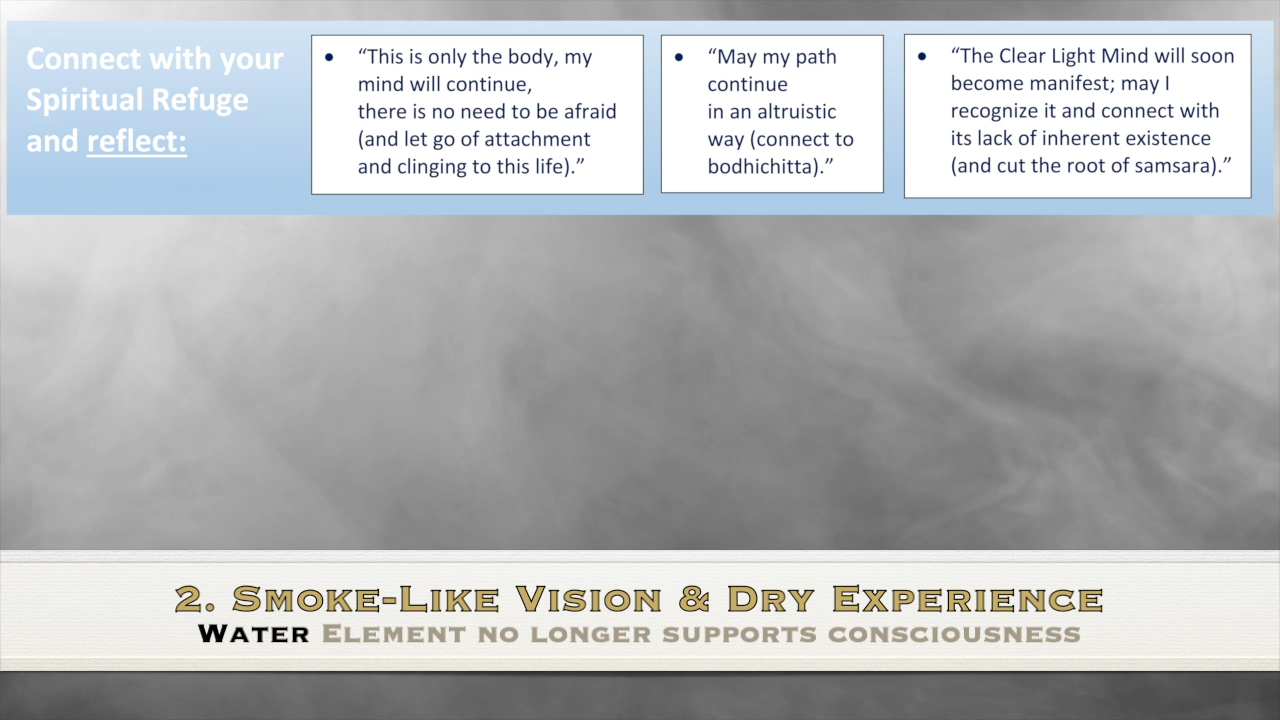 Connect with your
Spiritual Refuge
and reflect:
• “This is only the body, my
mind will continue,
there is no need to be afraid
(and let go of attachment
and clinging to this life).”
• “May my path
continue
in an altruistic
way (connect to
bodhichitta).”
• “The Clear Light Mind will soon
become manifest; may I
recognize it and connect with
its lack of inherent existence
(and cut the root of samsara).”
2. Smoke-Like Vision & Dry Experience
Water Element no longer supports consciousness